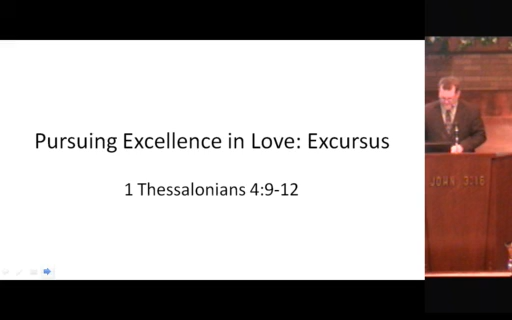 Pursuing Excellence in Love: Excursus
1 Thessalonians 4:9-12
JOHN 3:16